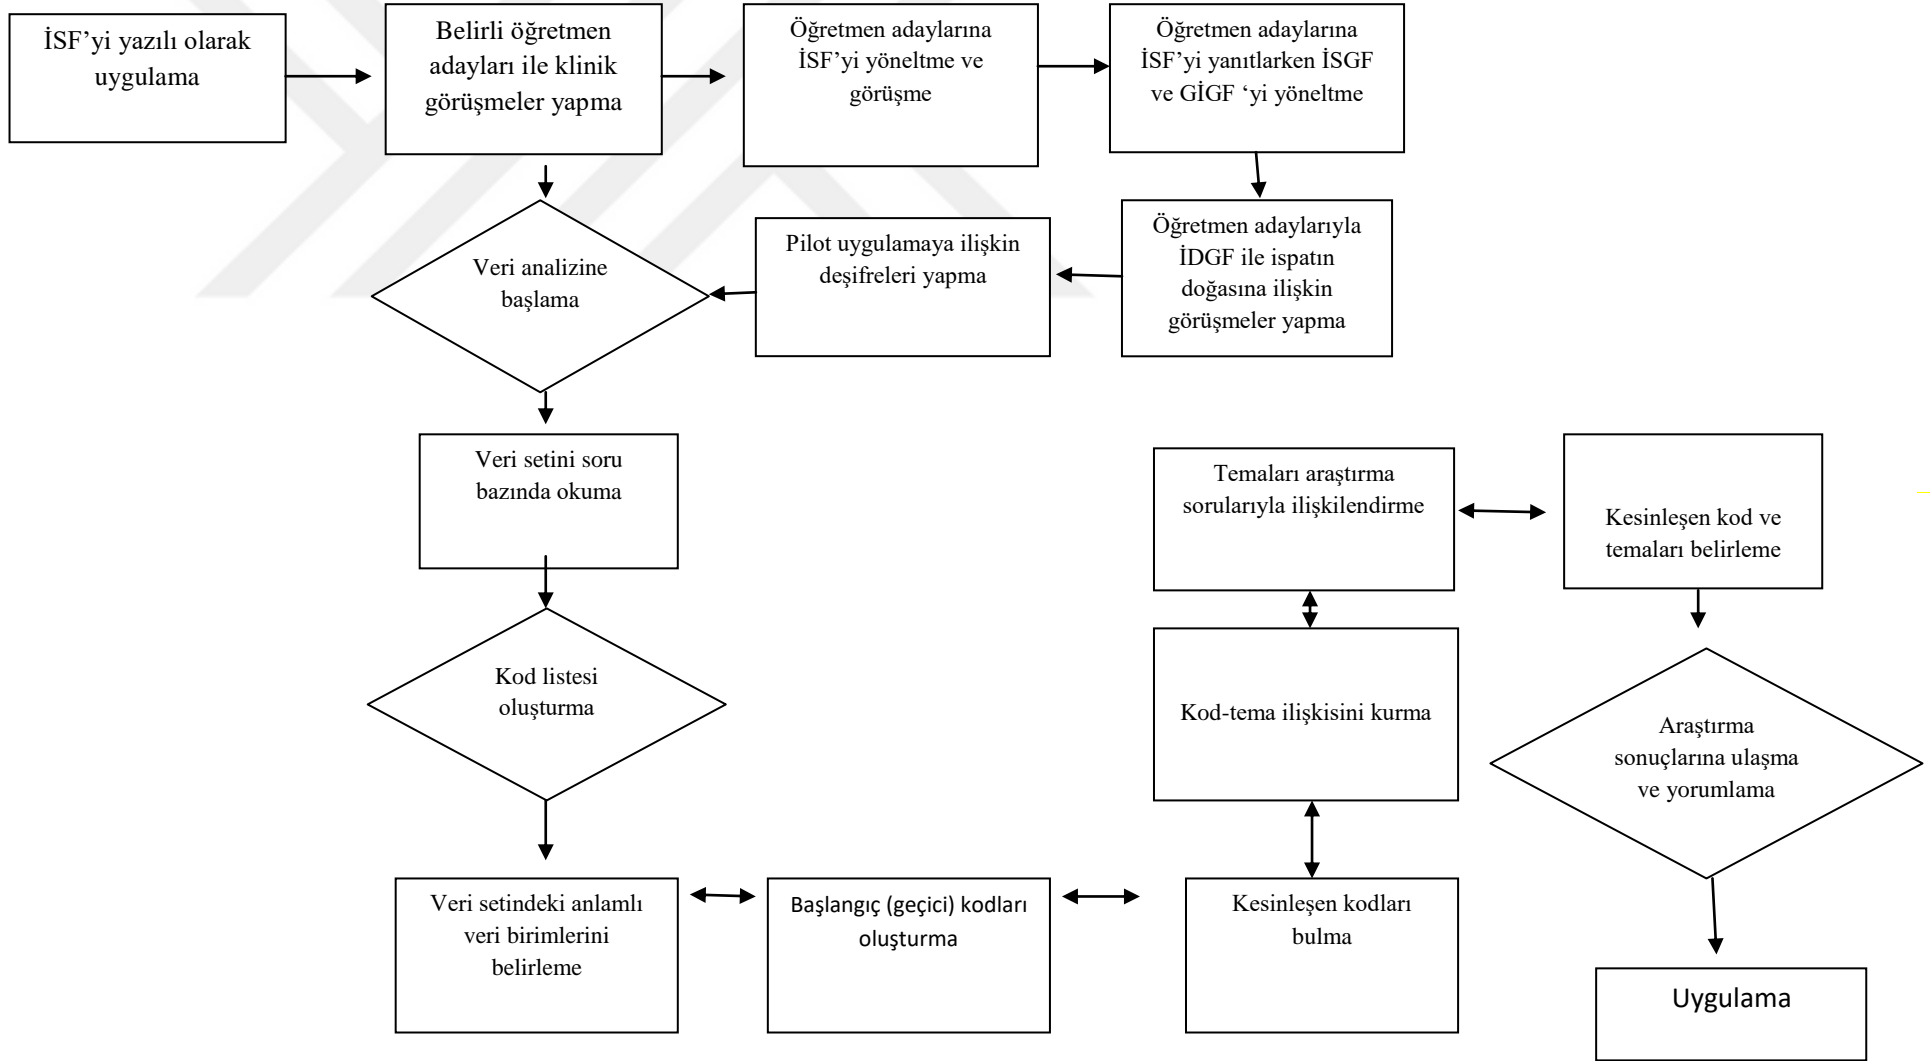 İSF’yi yazılı olarak
uygulama
Belirli öğretmen
adayları ile klinik
görüşmeler yapma
Öğretmen adaylarına
İSF’yi yöneltme ve
görüşme
Öğretmen adaylarına
İSF’yi yanıtlarken İSGF
ve GİGF ‘yi yöneltme
Öğretmen adaylarıyla
İDGF ile ispatın
doğasına ilişkin
görüşmeler yapma
Pilot uygulamaya ilişkin
deşifreleri yapma
Veri analizine
başlama
Veri setini soru
bazında okuma
Kod listesi
oluşturma
Veri setindeki anlamlı
veri birimlerini
belirleme
Başlangıç (geçici) kodları
oluşturma
Kesinleşen kodları
bulma
Kod-tema ilişkisini kurma
Temaları araştırma
sorularıyla ilişkilendirme
Kesinleşen kod ve
temaları belirleme
Araştırma
sonuçlarına ulaşma
ve yorumlama
Uygulama